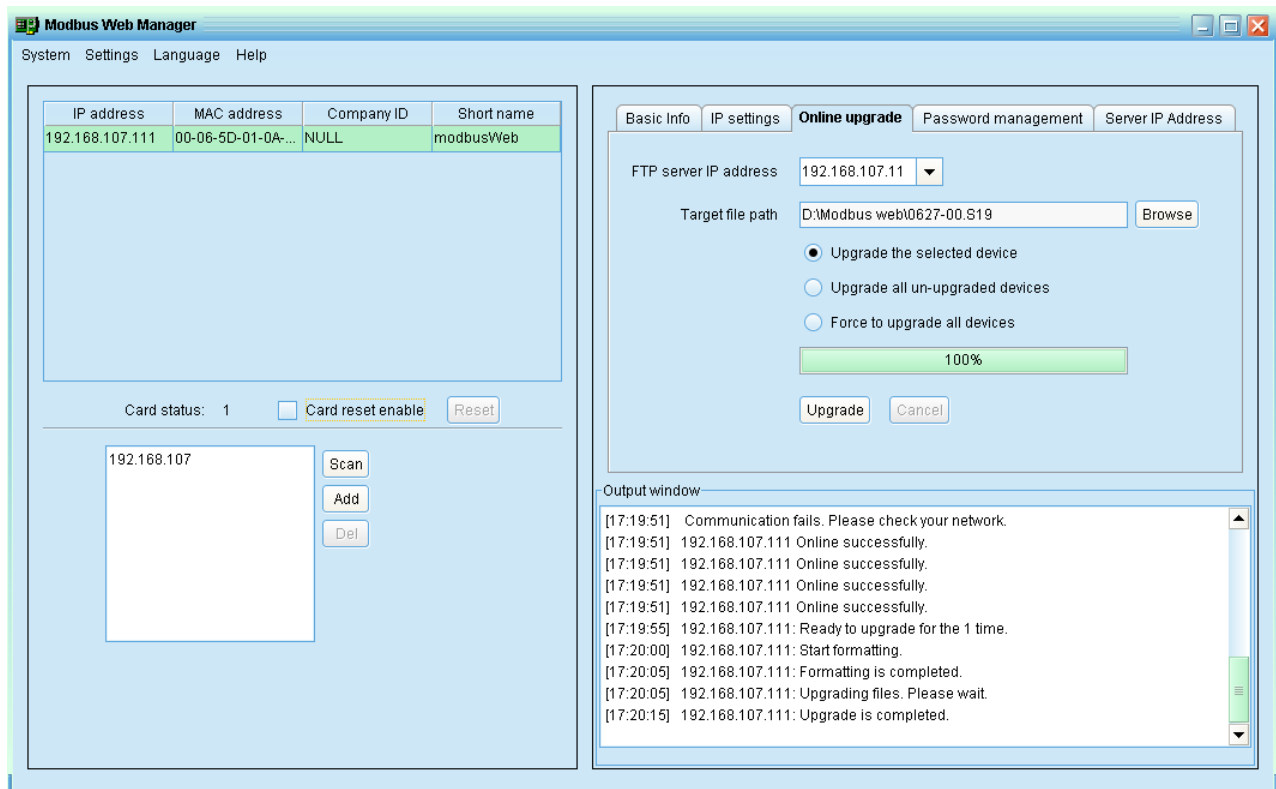 Modbus Web Manager
System Settings Language Help
IP address MAC address Company ID Short name
192.168.107.111 00-06-5D-01-0A-... NULL modbusWeb
Card status: 1 Card reset enable Reset
192.168.107
Scan
Add
Del
Basic Info IP settings Online upgrade Password management Server IP Address
FTP server IP address 192.168.107.11
Target file path D:\Modbus web\0627-00.S19 Browse
Upgrade the selected device
Upgrade all un-upgraded devices
Force to upgrade all devices
100%
Upgrade Cancel
Output window
[17:19:51] Communication fails. Please check your network.
[17:19:51] 192.168.107.111 Online successfully.
[17:19:51] 192.168.107.111 Online successfully.
[17:19:51] 192.168.107.111 Online successfully.
[17:19:51] 192.168.107.111 Online successfully.
[17:19:55] 192.168.107.111: Ready to upgrade for the 1 time.
[17:20:00] 192.168.107.111: Start formatting.
[17:20:05] 192.168.107.111: Formatting is completed.
[17:20:05] 192.168.107.111: Upgrading files. Please wait.
[17:20:15] 192.168.107.111: Upgrade is completed.